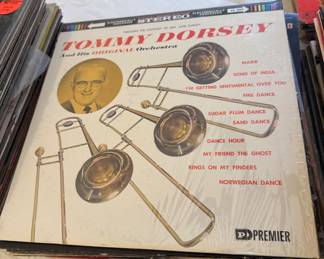 STEREO
TOMMY DORSEY
And His ORIGINAL Orchestra
MARIE
SONG OF INDIA
I'M GETTING SENTIMENTAL OVER YOU
FIRE DANCE
SUGAR PLUM DANCE
SAND DANCE
DANCE HOUR
MY FRIEND THE GHOST
RINGS ON MY FINGERS
NORWEGIAN DANCE
PREMIER